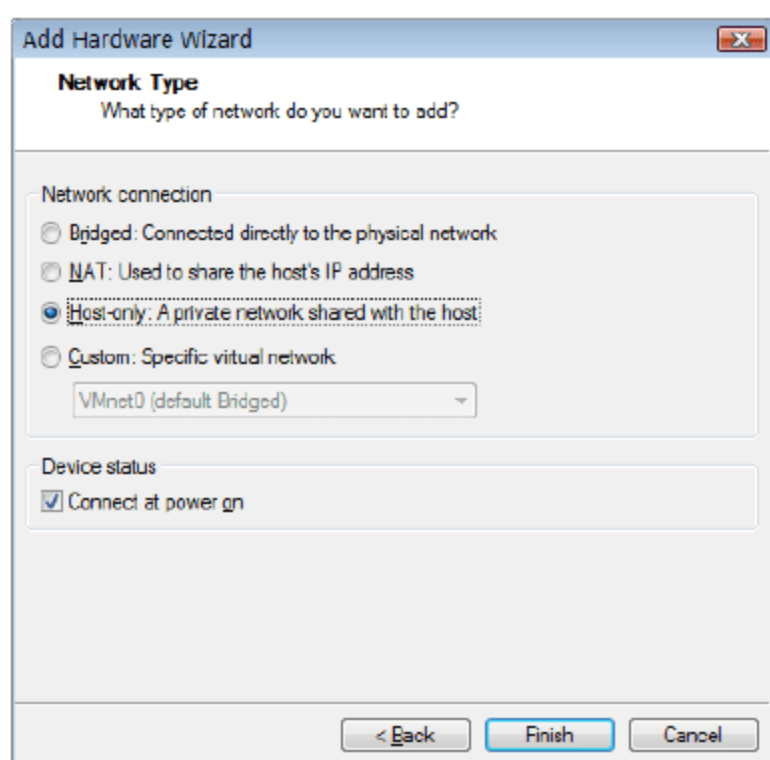 Add Hardware Wizard
Network Type
What type of network do you want to add?
Network connection
Bridged: Connected directly to the physical network
NAT: Used to share the host's IP address
Host-only: A private network shared with the host
Custom: Specific virtual network
VMnet0 (default Bridged)
Device status
Connect at power on
< Back Finish Cancel